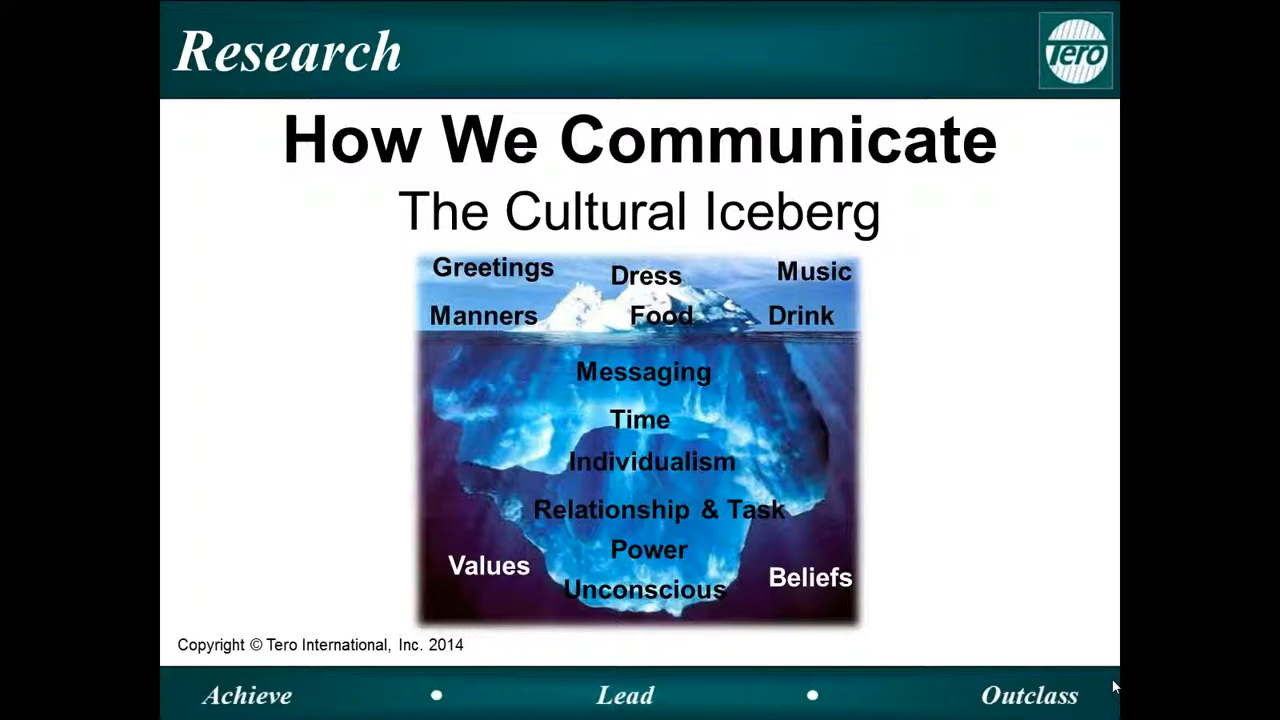 Research
Tero
How We Communicate
The Cultural Iceberg
Greetings Dress Music
Manners Food Drink
Messaging
Time
Individualism
Relationship & Task
Power
Values Beliefs
Unconscious
Copyright © Tero International, Inc. 2014
Achieve • Lead • Outclass